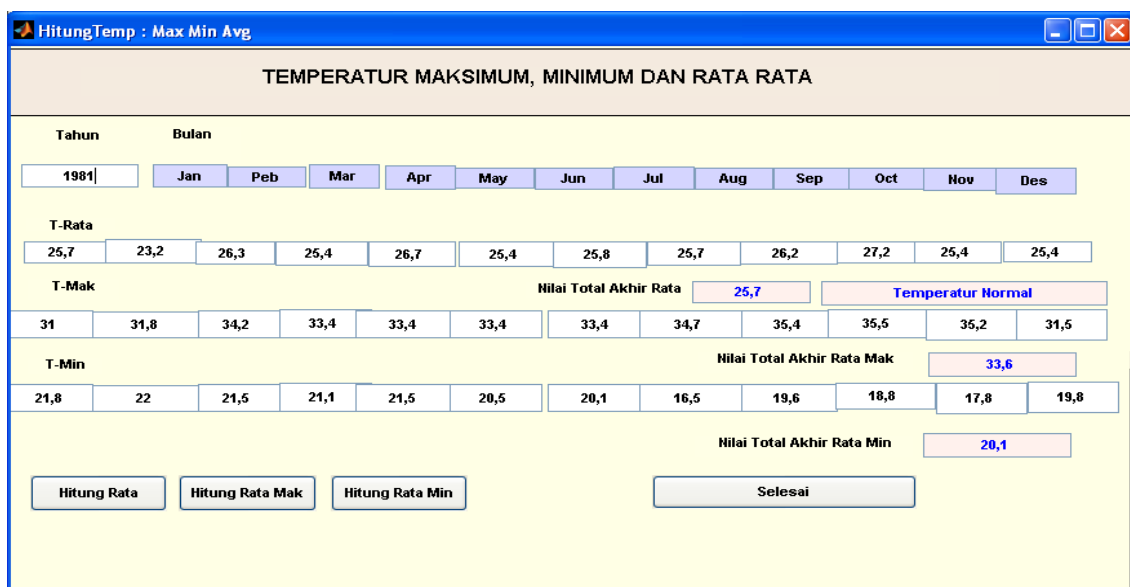 HitungTemp : Max Min Avg
TEMPERATUR MAKSIMUM, MINIMUM DAN RATA RATA
Tahun Bulan
1981 Jan Peb Mar Apr May Jun Jul Aug Sep Oct Nov Des
T-Rata
25,7 23,2 26,3 25,4 26,7 25,4 25,8 25,7 26,2 27,2 25,4 25,4
T-Mak Nilai Total Akhir Rata 25,7 Temperatur Normal
31 31,8 34,2 33,4 33,4 33,4 33,4 34,7 35,4 35,5 35,2 31,5
T-Min Nilai Total Akhir Rata Mak 33,6
21,8 22 21,5 21,1 21,5 20,5 20,1 16,5 19,6 18,8 17,8 19,8
Nilai Total Akhir Rata Min 20,1
Hitung Rata Hitung Rata Mak Hitung Rata Min Selesai